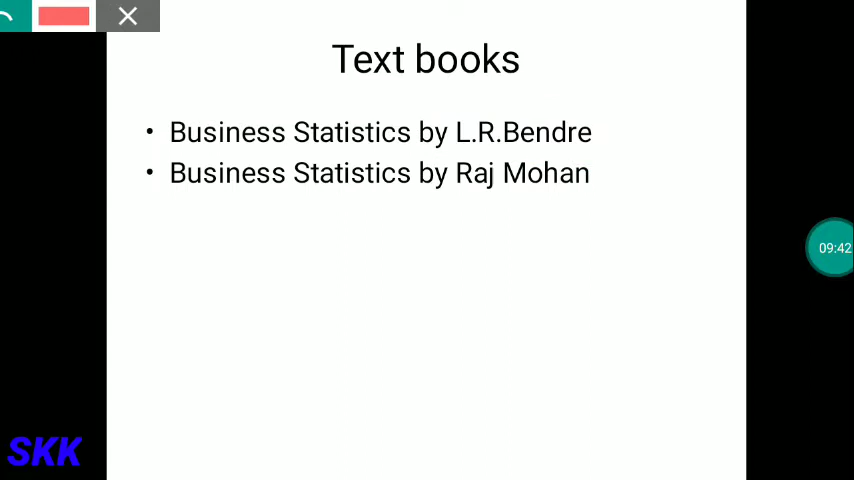 Text books
• Business Statistics by L.R.Bendre
• Business Statistics by Raj Mohan
09:42
SKK